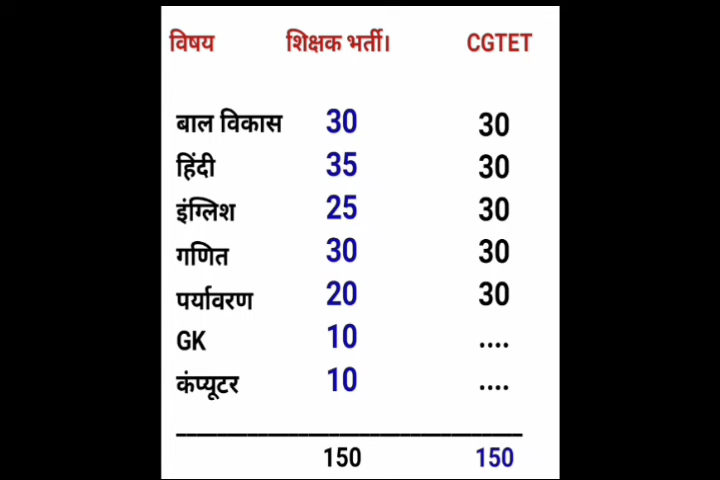 विषय शिक्षक भर्ती। CGTET
बाल विकास 30 30
हिंदी 35 30
इंग्लिश 25 30
गणित 30 30
पर्यावरण 20 30
GK 10 ....
कंप्यूटर 10 ....
150 150